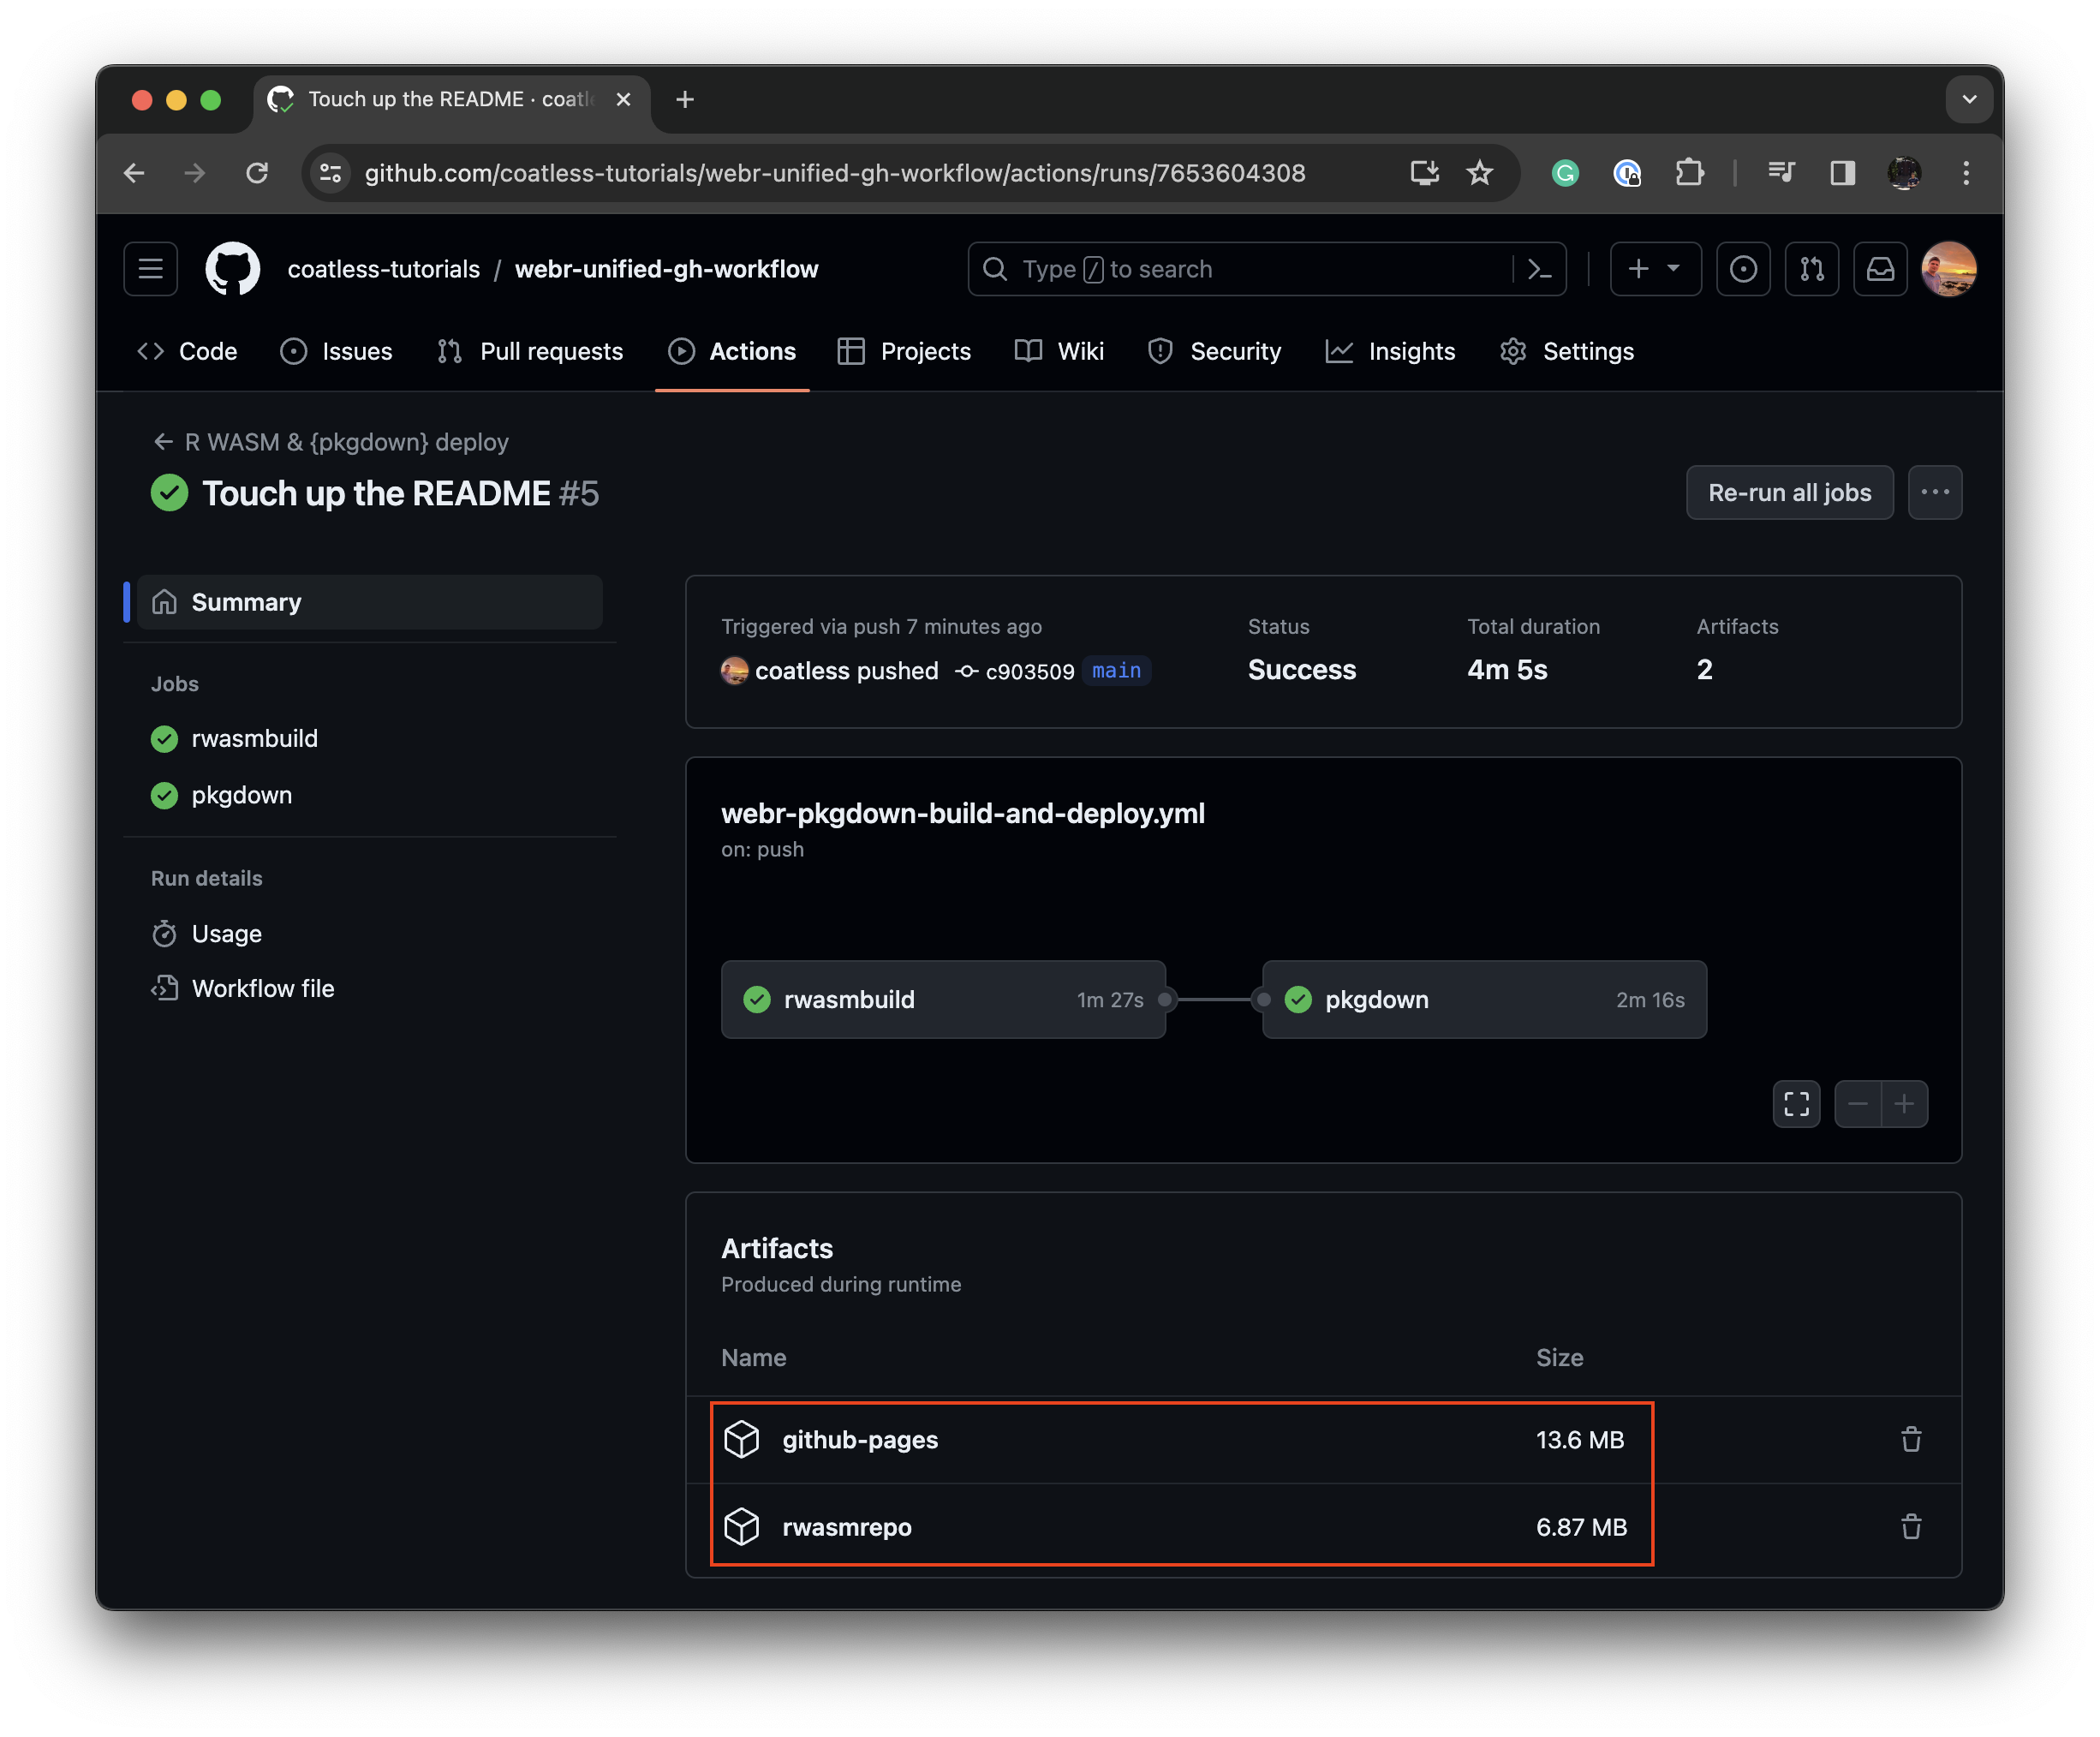 Touch up the README · coatle
github.com/coatless-tutorials/webr-unified-gh-workflow/actions/runs/7653604308
coatless-tutorials / webr-unified-gh-workflow
Type / to search
Code Issues Pull requests Actions Projects Wiki Security Insights Settings
R WASM & {pkgdown} deploy
Touch up the README #5
Re-run all jobs
Summary
Jobs
rwasmbuild
pkgdown
Run details
Usage
Workflow file
Triggered via push 7 minutes ago
coatless pushed c903509 main
Status
Success
Total duration
4m 5s
Artifacts
2
webr-pkgdown-build-and-deploy.yml
on: push
rwasmbuild 1m 27s
pkgdown 2m 16s
Artifacts
Produced during runtime
Name Size
github-pages 13.6 MB
rwasmrepo 6.87 MB